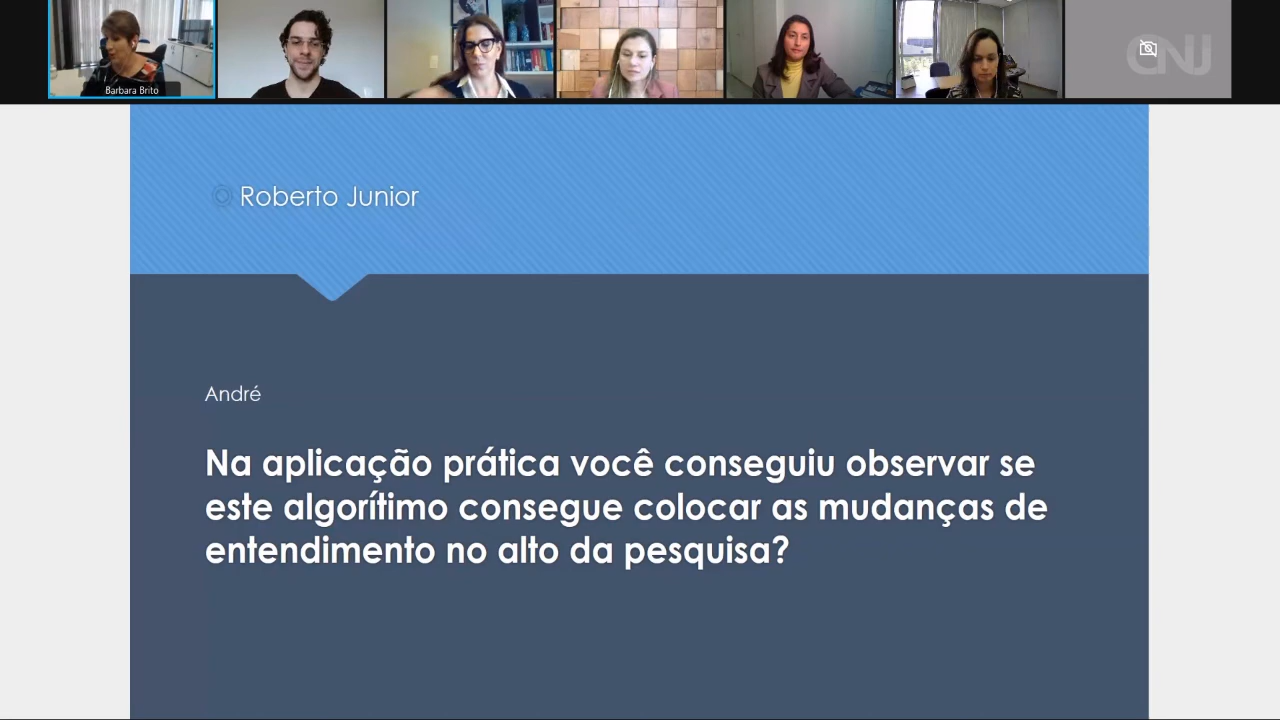 Barbara Brito
CNJ
Roberto Junior
André
Na aplicação prática você conseguiu observar se
este algorítimo consegue colocar as mudanças de
entendimento no alto da pesquisa?